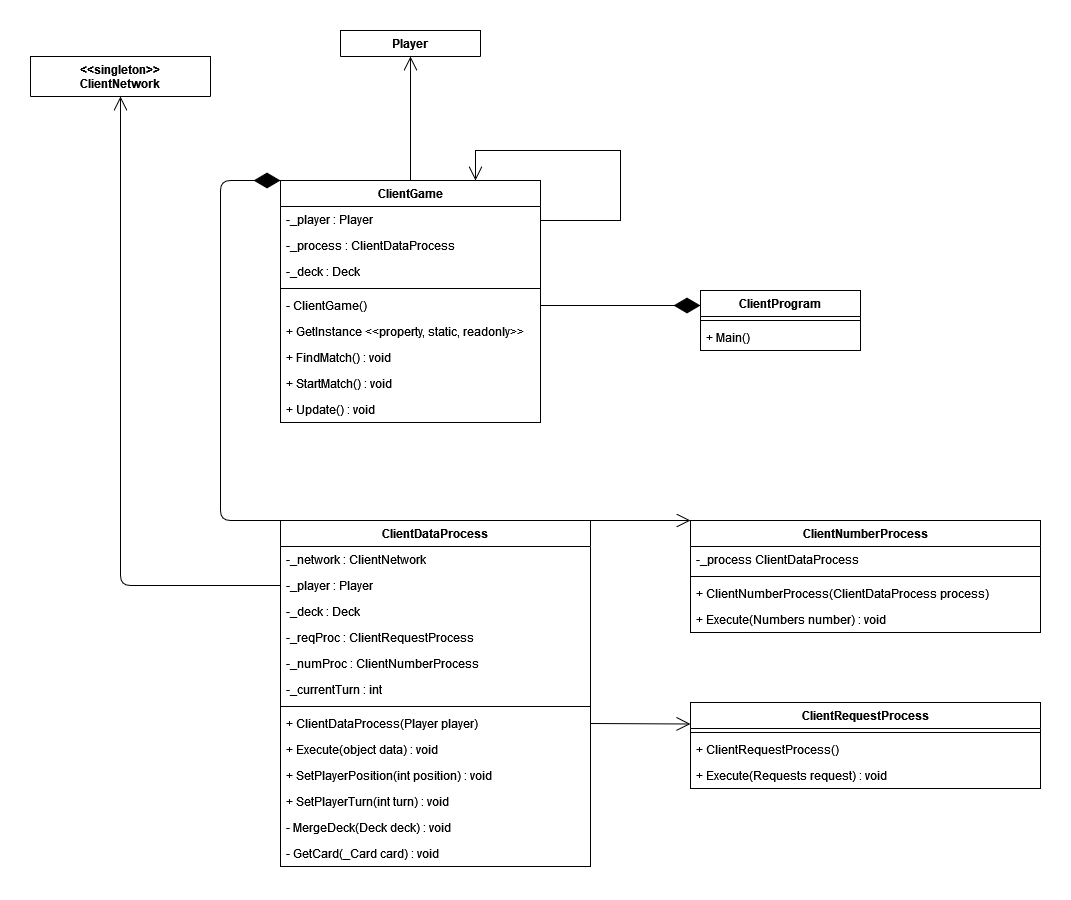 Player
<<singleton>>
ClientNetwork
ClientGame
-_player : Player
-_process : ClientDataProcess
-_deck : Deck
- ClientGame()
+ GetInstance <<property, static, readonly>>
+ FindMatch() : void
+ StartMatch() : void
+ Update() : void
ClientProgram
+ Main()
ClientDataProcess
-_network : ClientNetwork
-_player : Player
-_deck : Deck
-_reqProc : ClientRequestProcess
-_numProc : ClientNumberProcess
-_currentTurn : int
+ ClientDataProcess(Player player)
+ Execute(object data) : void
+ SetPlayerPosition(int position) : void
+ SetPlayerTurn(int turn) : void
- MergeDeck(Deck deck) : void
- GetCard(_Card card) : void
ClientNumberProcess
-_process ClientDataProcess
+ ClientNumberProcess(ClientDataProcess process)
+ Execute(Numbers number) : void
ClientRequestProcess
+ ClientRequestProcess()
+ Execute(Requests request) : void